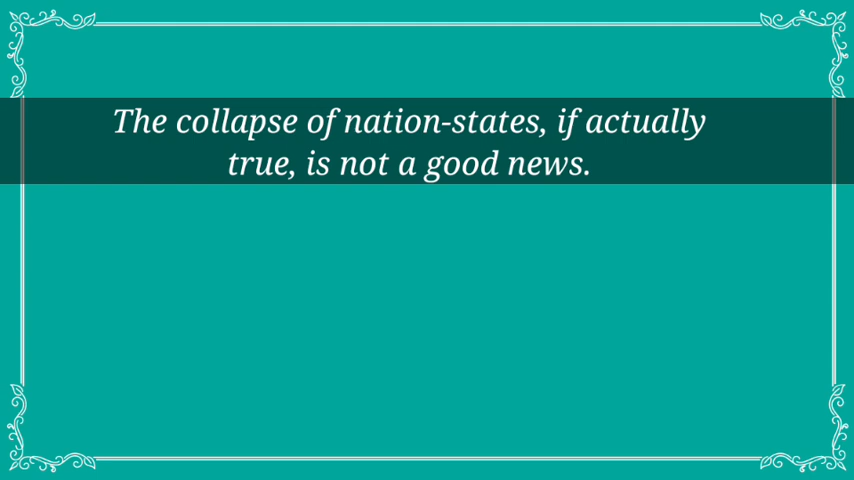 The collapse of nation-states, if actually
true, is not a good news.